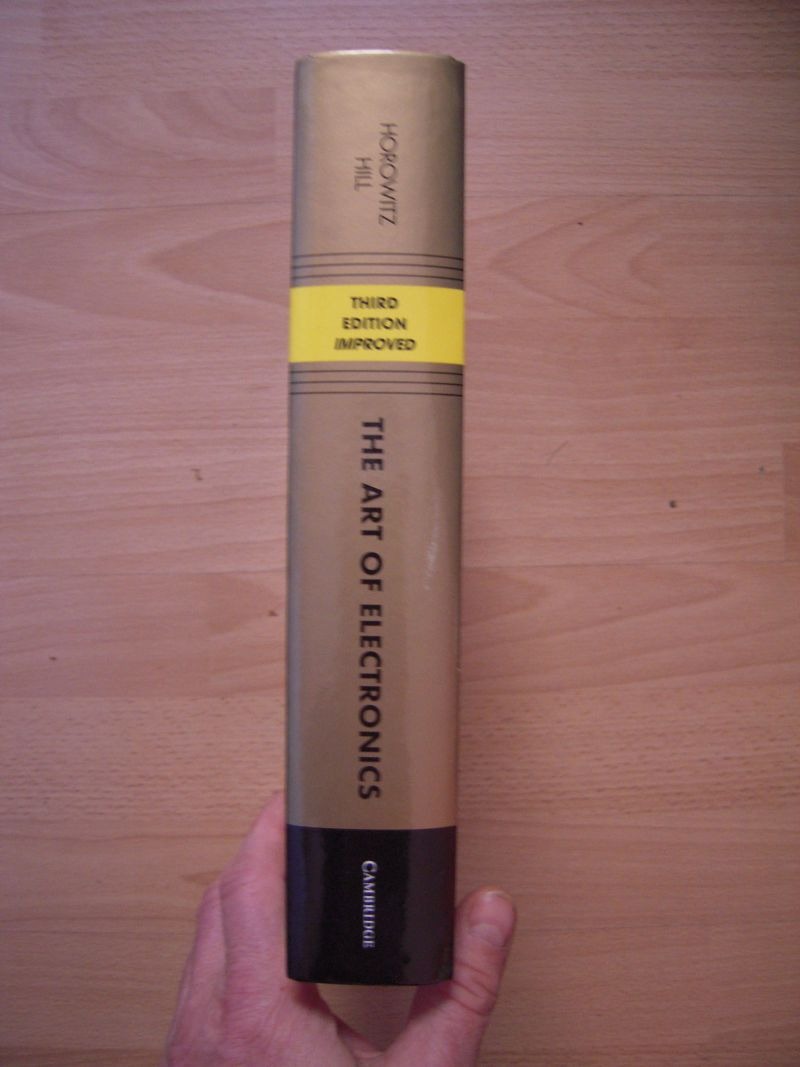 HOROWITZ
HILL
THIRD
EDITION
IMPROVED
THE ART OF ELECTRONICS
CAMBRIDGE